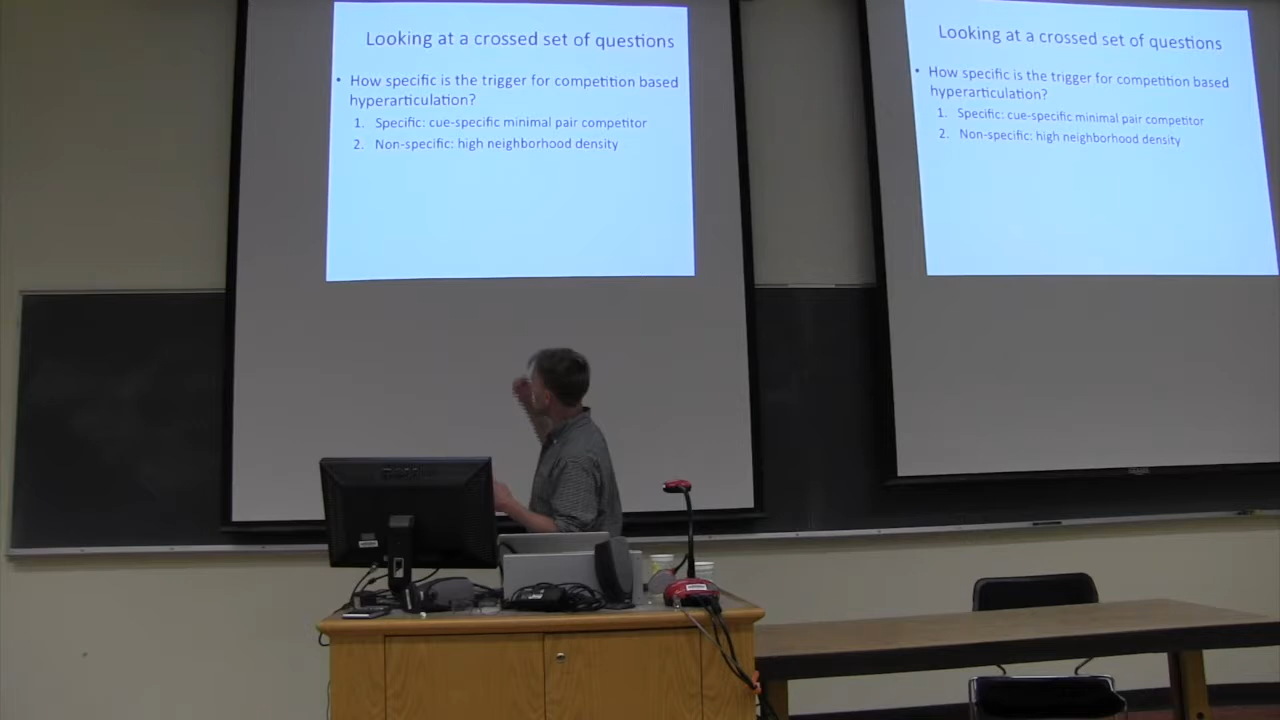 Looking at a crossed set of questions
• How specific is the trigger for competition based
hyperarticulation?
1. Specific: cue-specific minimal pair competitor
2. Non-specific: high neighborhood density
Looking at a crossed set of questions
• How specific is the trigger for competition based
hyperarticulation?
1. Specific: cue-specific minimal pair competitor
2. Non-specific: high neighborhood density